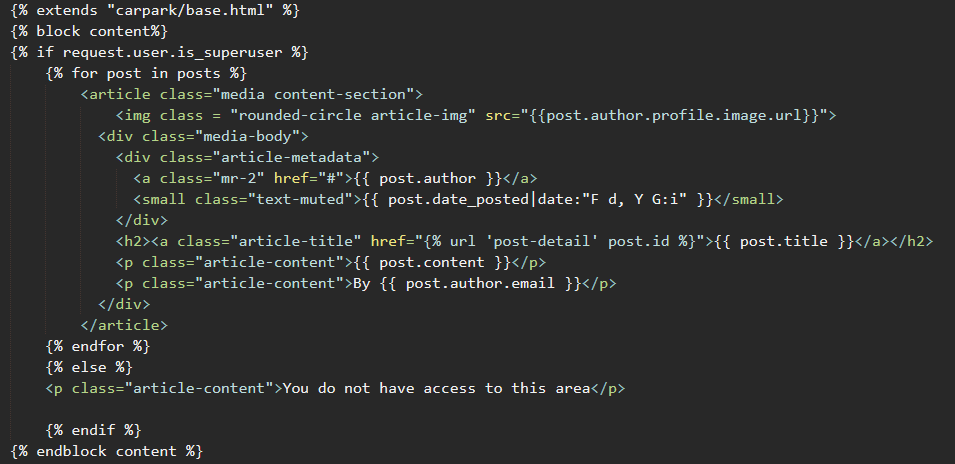 {% extends "carpark/base.html" %}
{% block content%}
{% if request.user.is_superuser %}
    {% for post in posts %}
        <article class="media content-section">
            <img class = "rounded-circle article-img" src="{{post.author.profile.image.url}}">
          <div class="media-body">
            <div class="article-metadata">
              <a class="mr-2" href="#">{{ post.author }}</a>
              <small class="text-muted">{{ post.date_posted|date:"F d, Y G:i" }}</small>
            </div>
            <h2><a class="article-title" href="{% url 'post-detail' post.id %}">{{ post.title }}</a></h2>
            <p class="article-content">{{ post.content }}</p>
            <p class="article-content">By {{ post.author.email }}</p>
          </div>
        </article>
    {% endfor %}
    {% else %}
    <p class="article-content">You do not have access to this area</p>

    {% endif %}
{% endblock content %}